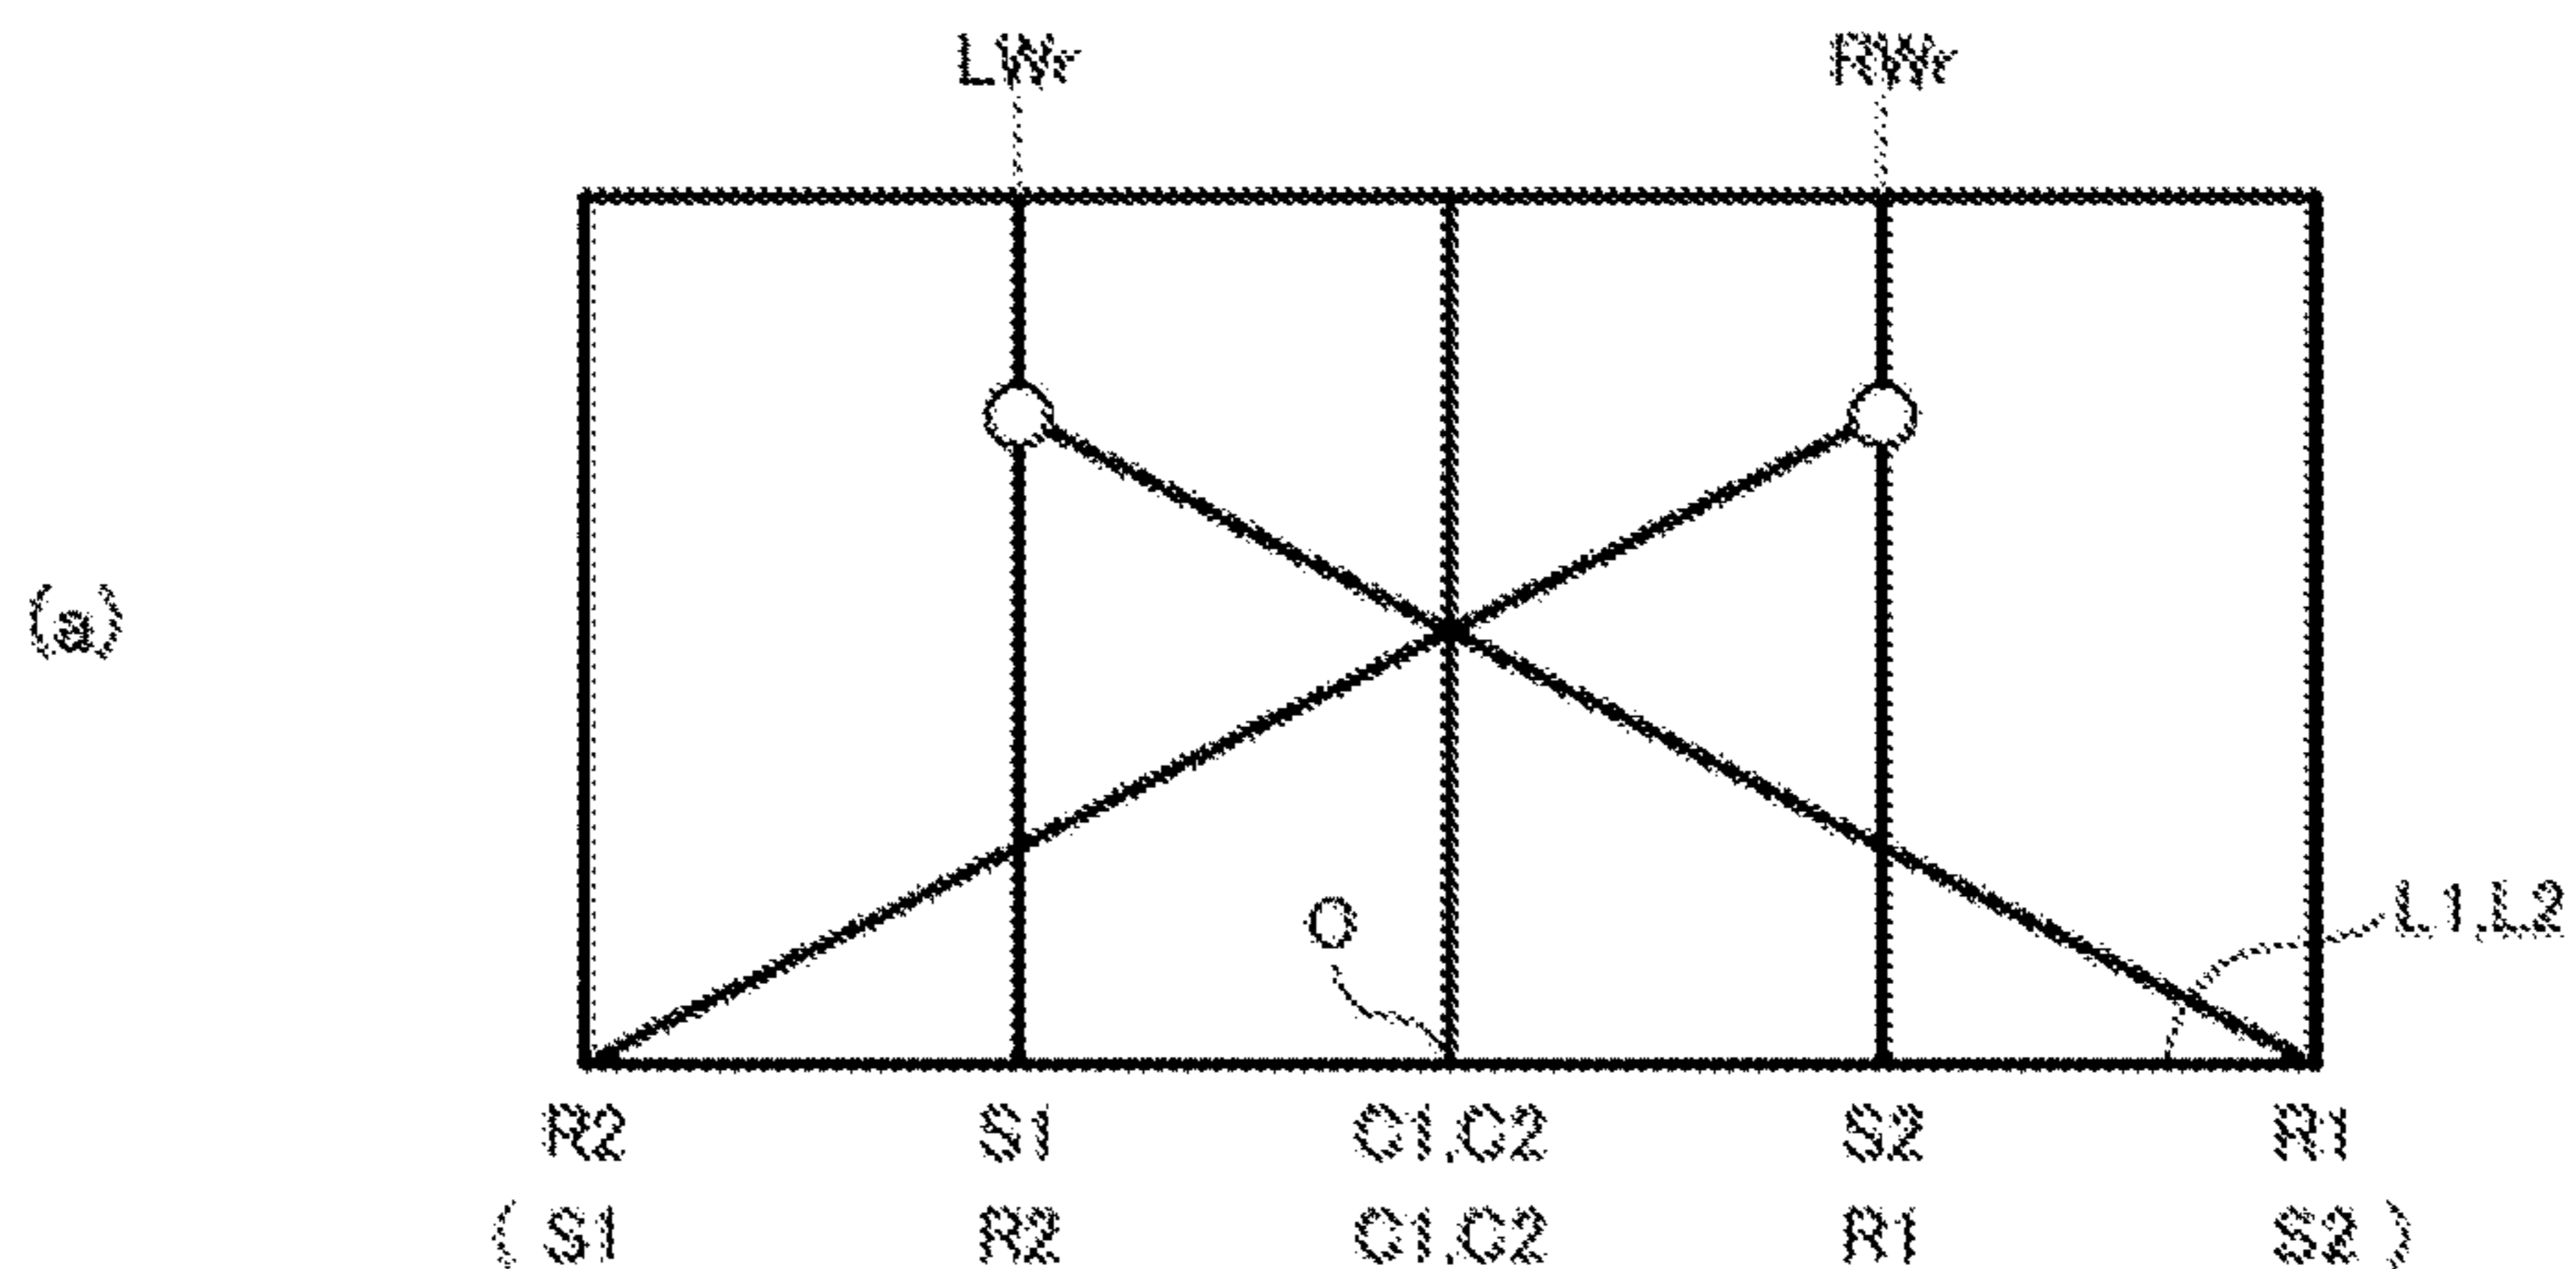 LWr RWr
(a)
O
L1,L2
R2 S1 C1,C2 S2 R1
( S1 R2 C1,C2 R1 S2 )